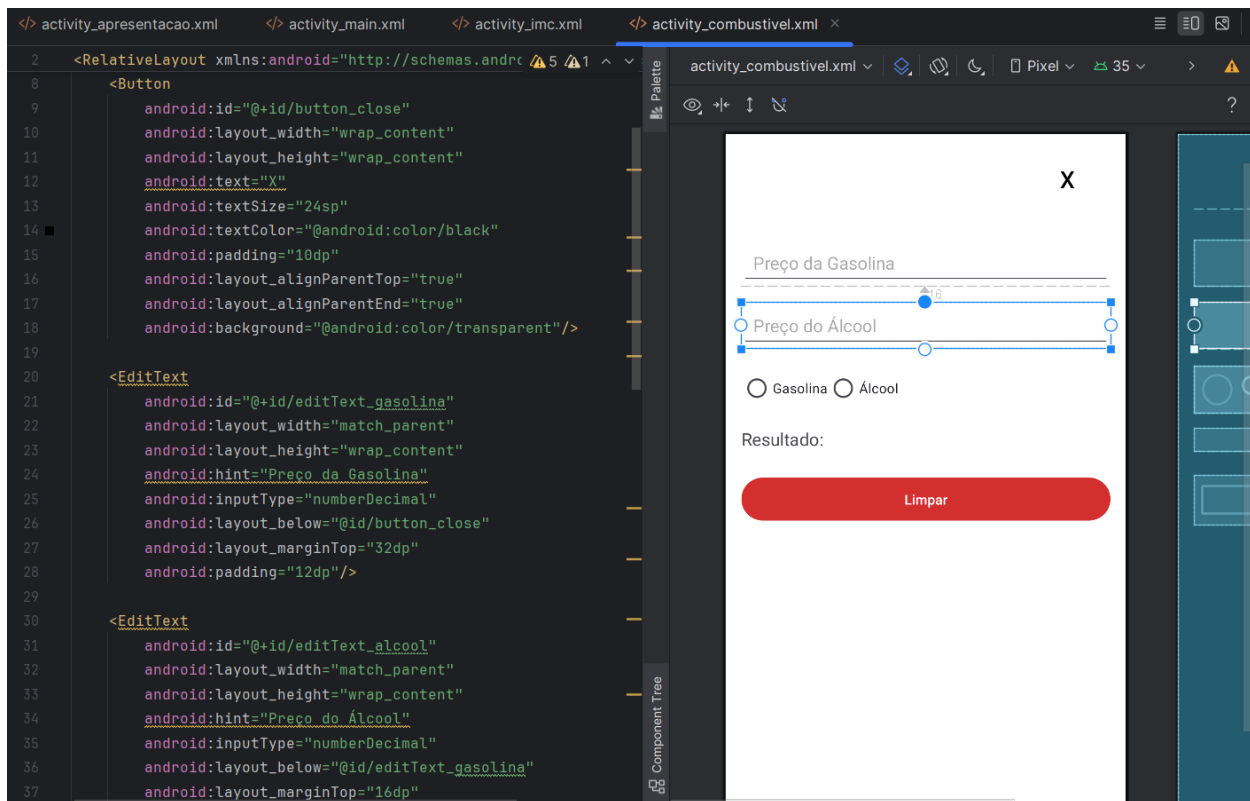 </> activity_apresentacao.xml </> activity_main.xml </> activity_imc.xml </> activity_combustivel.xml ×
2 <RelativeLayout xmlns:android="http://schemas.andro 5 1
8 <Button
9 android:id="@+id/button_close"
10 android:layout_width="wrap_content"
11 android:layout_height="wrap_content"
12 android:text="X"
13 android:textSize="24sp"
14 android:textColor="@android:color/black"
15 android:padding="10dp"
16 android:layout_alignParentTop="true"
17 android:layout_alignParentEnd="true"
18 android:background="@android:color/transparent"/>
19
20 <EditText
21 android:id="@+id/editText_gasolina"
22 android:layout_width="match_parent"
23 android:layout_height="wrap_content"
24 android:hint="Preço da Gasolina"
25 android:inputType="numberDecimal"
26 android:layout_below="@id/button_close"
27 android:layout_marginTop="32dp"
28 android:padding="12dp"/>
29
30 <EditText
31 android:id="@+id/editText_alcool"
32 android:layout_width="match_parent"
33 android:layout_height="wrap_content"
34 android:hint="Preço do Álcool"
35 android:inputType="numberDecimal"
36 android:layout_below="@id/editText_gasolina"
37 android:layout_marginTop="16dp"
Palette
Component Tree
activity_combustivel.xml Pixel 35
?
X
Preço da Gasolina
16
Preço do Álcool
Gasolina Álcool
Resultado:
Limpar